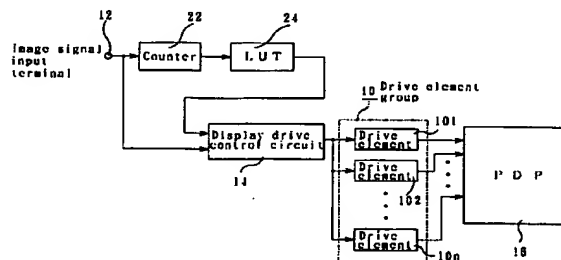 12
22
24
Image signal
input
terminal
Counter
LUT
10
Drive element
group
101
Drive
element
Display drive
control circuit
14
Drive
element
102
PDP
Drive
element
10n
16